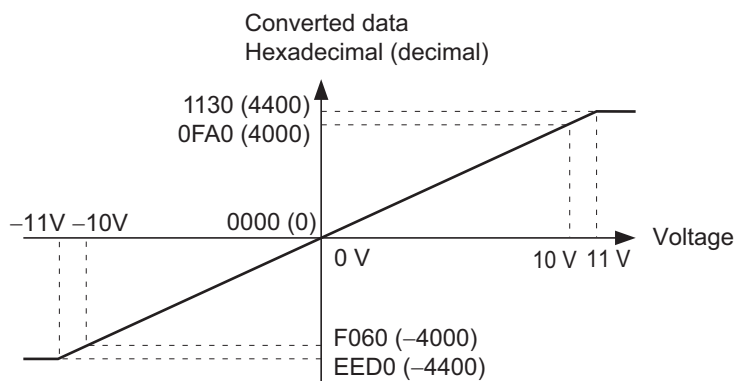 Converted data
Hexadecimal (decimal)
1130 (4400)
0FA0 (4000)
−11V −10V
0000 (0)
Voltage
0 V
10 V
11 V
F060 (−4000)
EED0 (−4400)